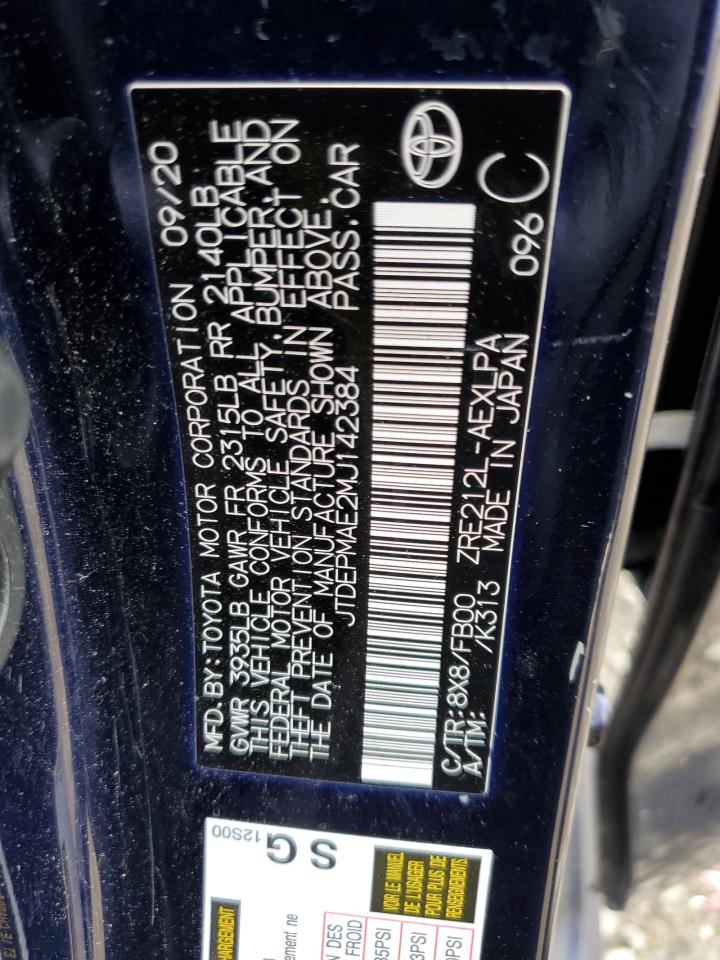 MFD. BY: TOYOTA MOTOR CORPORATION 09/20
GVWR 3935LB GAWR FR 2315LB RR 2140LB
THIS VEHICLE CONFORMS TO ALL APPLICABLE
FEDERAL MOTOR VEHICLE SAFETY, BUMPER, AND
THEFT PREVENTION STANDARDS IN EFFECT ON
THE DATE OF MANUFACTURE SHOWN ABOVE.
JTDEPMAE2MJ142384 PASS.CAR
C/TR: 8X8/FB00 ZRE212L-AEXLPA 096 C
A/TM: /K313 MADE IN JAPAN
12S00
S G
VOIR LE MANUEL
DE L'USAGER
POUR PLUS DE
RENSEIGNEMENTS